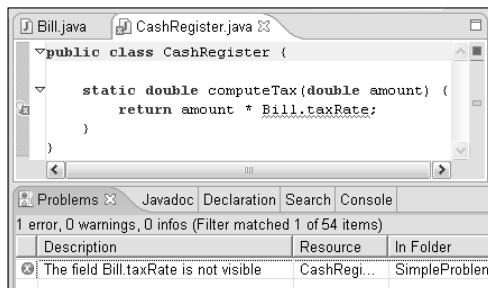 Bill.java CashRegister.java
public class CashRegister {
static double computeTax(double amount) {
return amount * Bill.taxRate;
}
}
Problems Javadoc Declaration Search Console
1 error, 0 warnings, 0 infos (Filter matched 1 of 54 items)
Description Resource In Folder
The field Bill.taxRate is not visible CashRegi... SimpleProblem